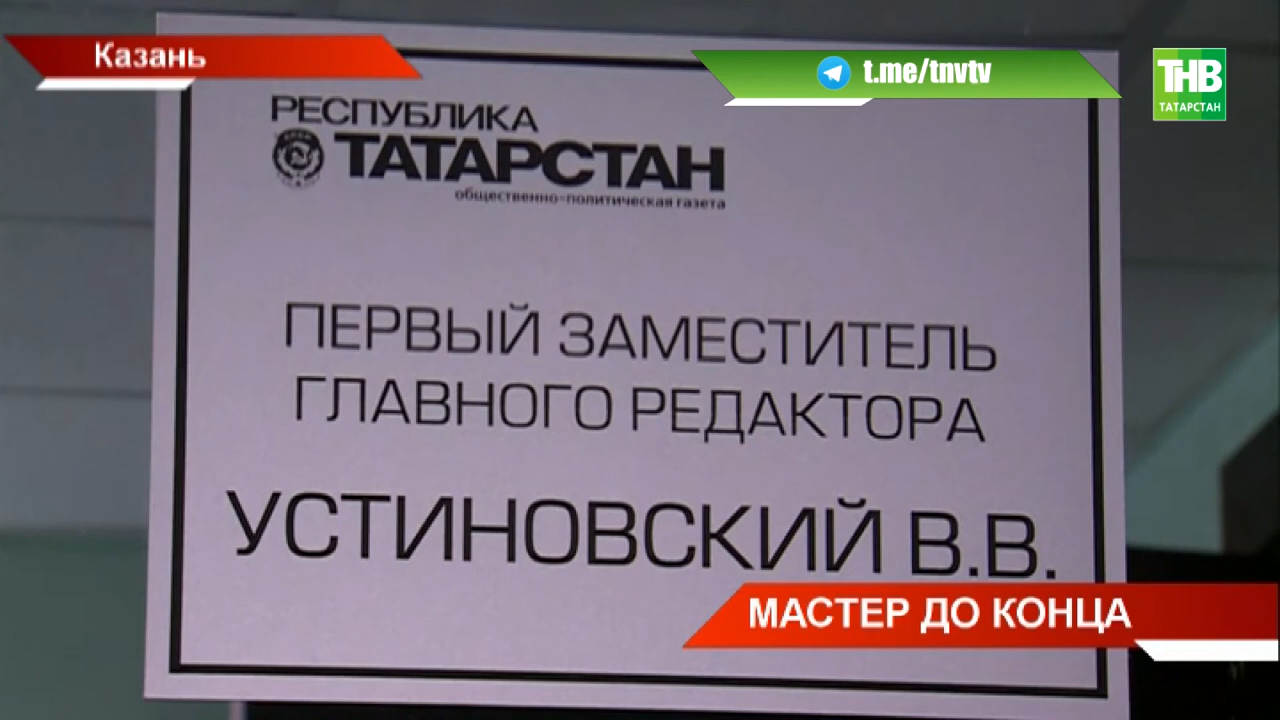 Казань
t.me/tnvtv
ТНВ
ТАТАРСТАН
РЕСПУБЛИКА
ТАТАРСТАН
общественно-политическая газета
ПЕРВЫЙ ЗАМЕСТИТЕЛЬ
ГЛАВНОГО РЕДАКТОРА
УСТИНОВСКИЙ В.В.
МАСТЕР ДО КОНЦА